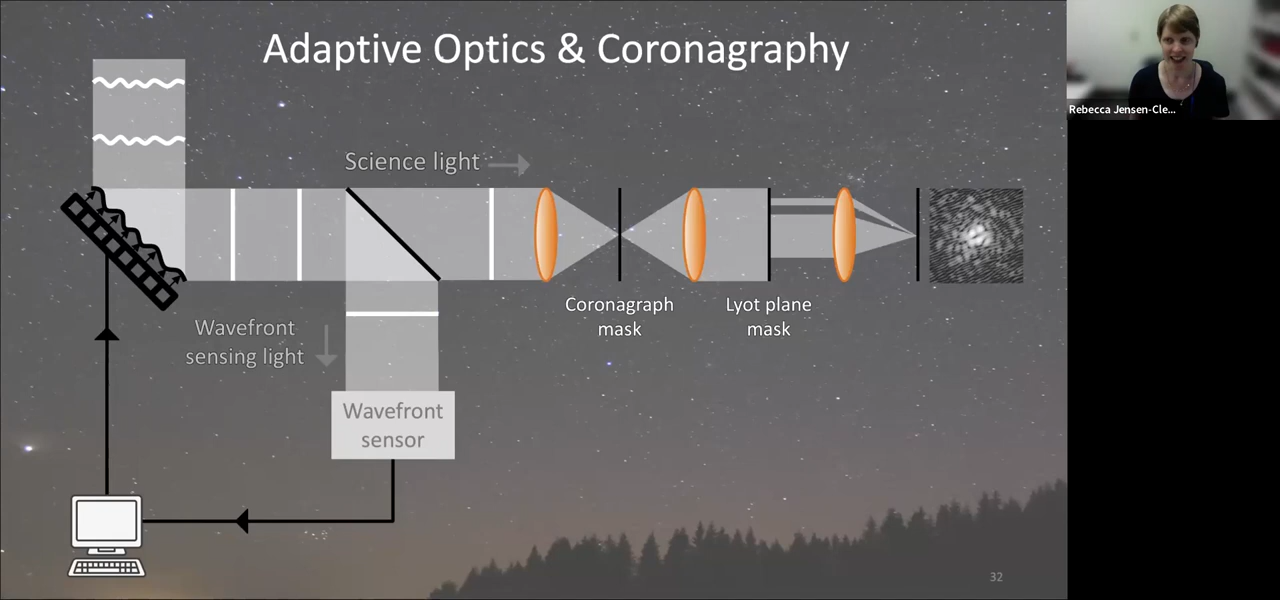 Adaptive Optics & Coronagraphy
Rebecca Jensen-Cle...
Science light
Coronagraph
mask
Lyot plane
mask
Wavefront
sensing light
Wavefront
sensor
32